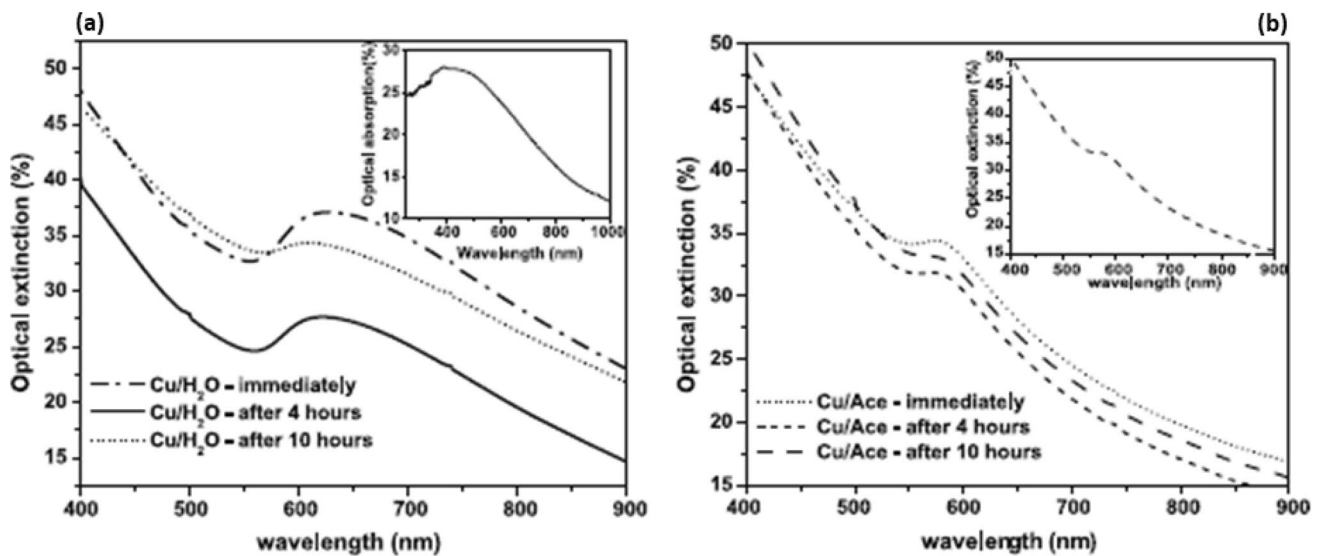 (a)
50
45
40
35
30
25
20
15
Optical extinction (%)
400 500 600 700 800 900
wavelength (nm)
Cu/H₂O - immediately
Cu/H₂O - after 4 hours
Cu/H₂O - after 10 hours
30
25
20
15
10
Optical absorption(%)
400 600 800 1000
Wavelength (nm)
(b)
50
45
40
35
30
25
20
15
Optical extinction (%)
400 500 600 700 800 900
wavelength (nm)
Cu/Ace - immediately
Cu/Ace - after 4 hours
Cu/Ace - after 10 hours
50
45
40
35
30
25
20
15
Optical extinction (%)
400 500 600 700 800 900
wavelength (nm)